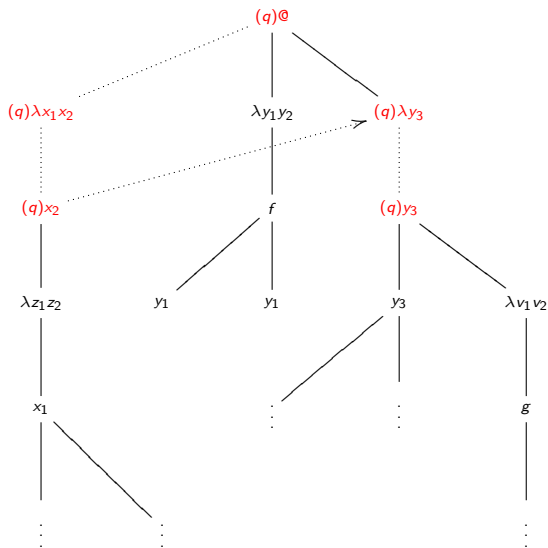 (q)@
(q)λx₁x₂ λy₁y₂ (q)λy₃
(q)x₂ f (q)y₃
λz₁z₂ y₁ y₁ y₃ λv₁v₂
x₁ ⋮ ⋮ g
⋮ ⋮ ⋮